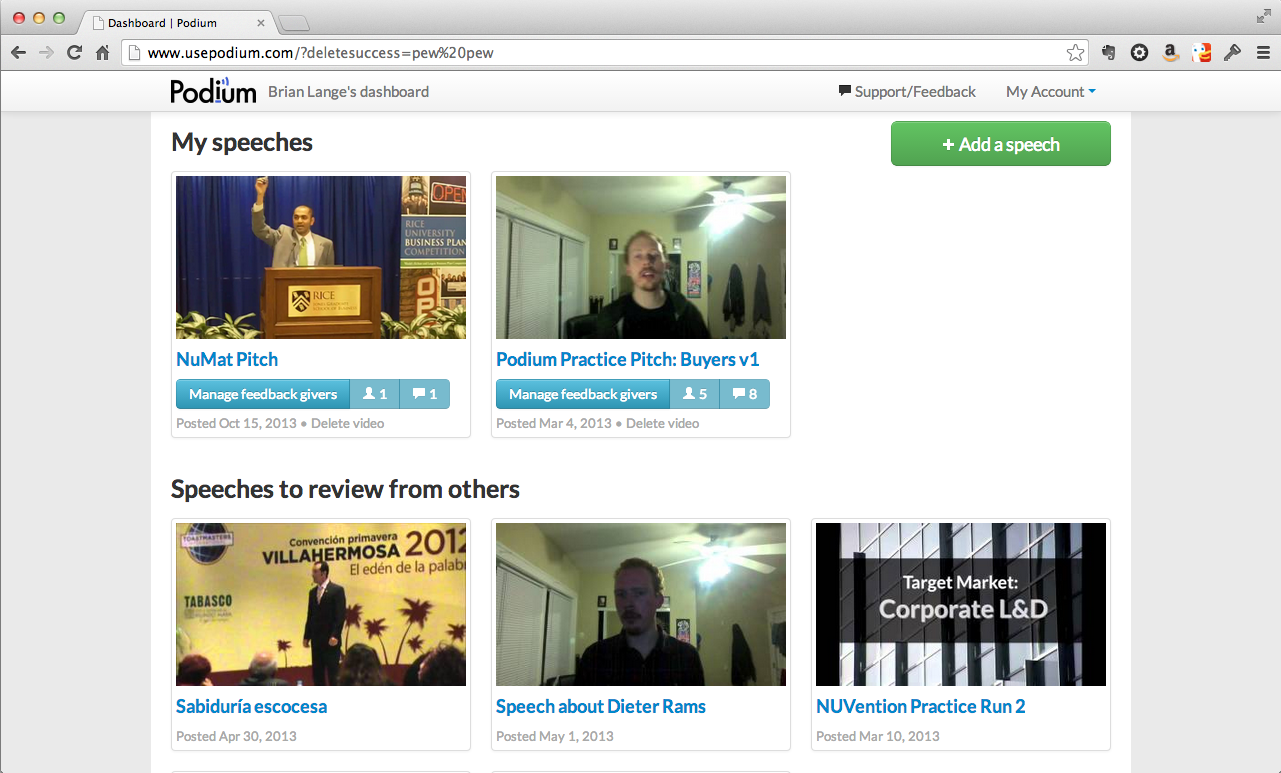 Dashboard | Podium
www.usepodium.com/?deletesuccess=pew%20pew
Podium
Brian Lange's dashboard
Support/Feedback
My Account
My speeches
+ Add a speech
OPEN
RICE
UNIVERSITY
BUSINESS PLAN
COMPETITION
RICE
NuMat Pitch
Manage feedback givers 1 1
Posted Oct 15, 2013 • Delete video
Podium Practice Pitch: Buyers v1
Manage feedback givers 5 8
Posted Mar 4, 2013 • Delete video
Speeches to review from others
TOASTMASTERS
Convención primavera
VILLAHERMOSA 2012
El edén de la palabr
TABASCO
Sabiduría escocesa
Posted Apr 30, 2013
Speech about Dieter Rams
Posted May 1, 2013
Target Market:
Corporate L&D
NUVention Practice Run 2
Posted Mar 10, 2013